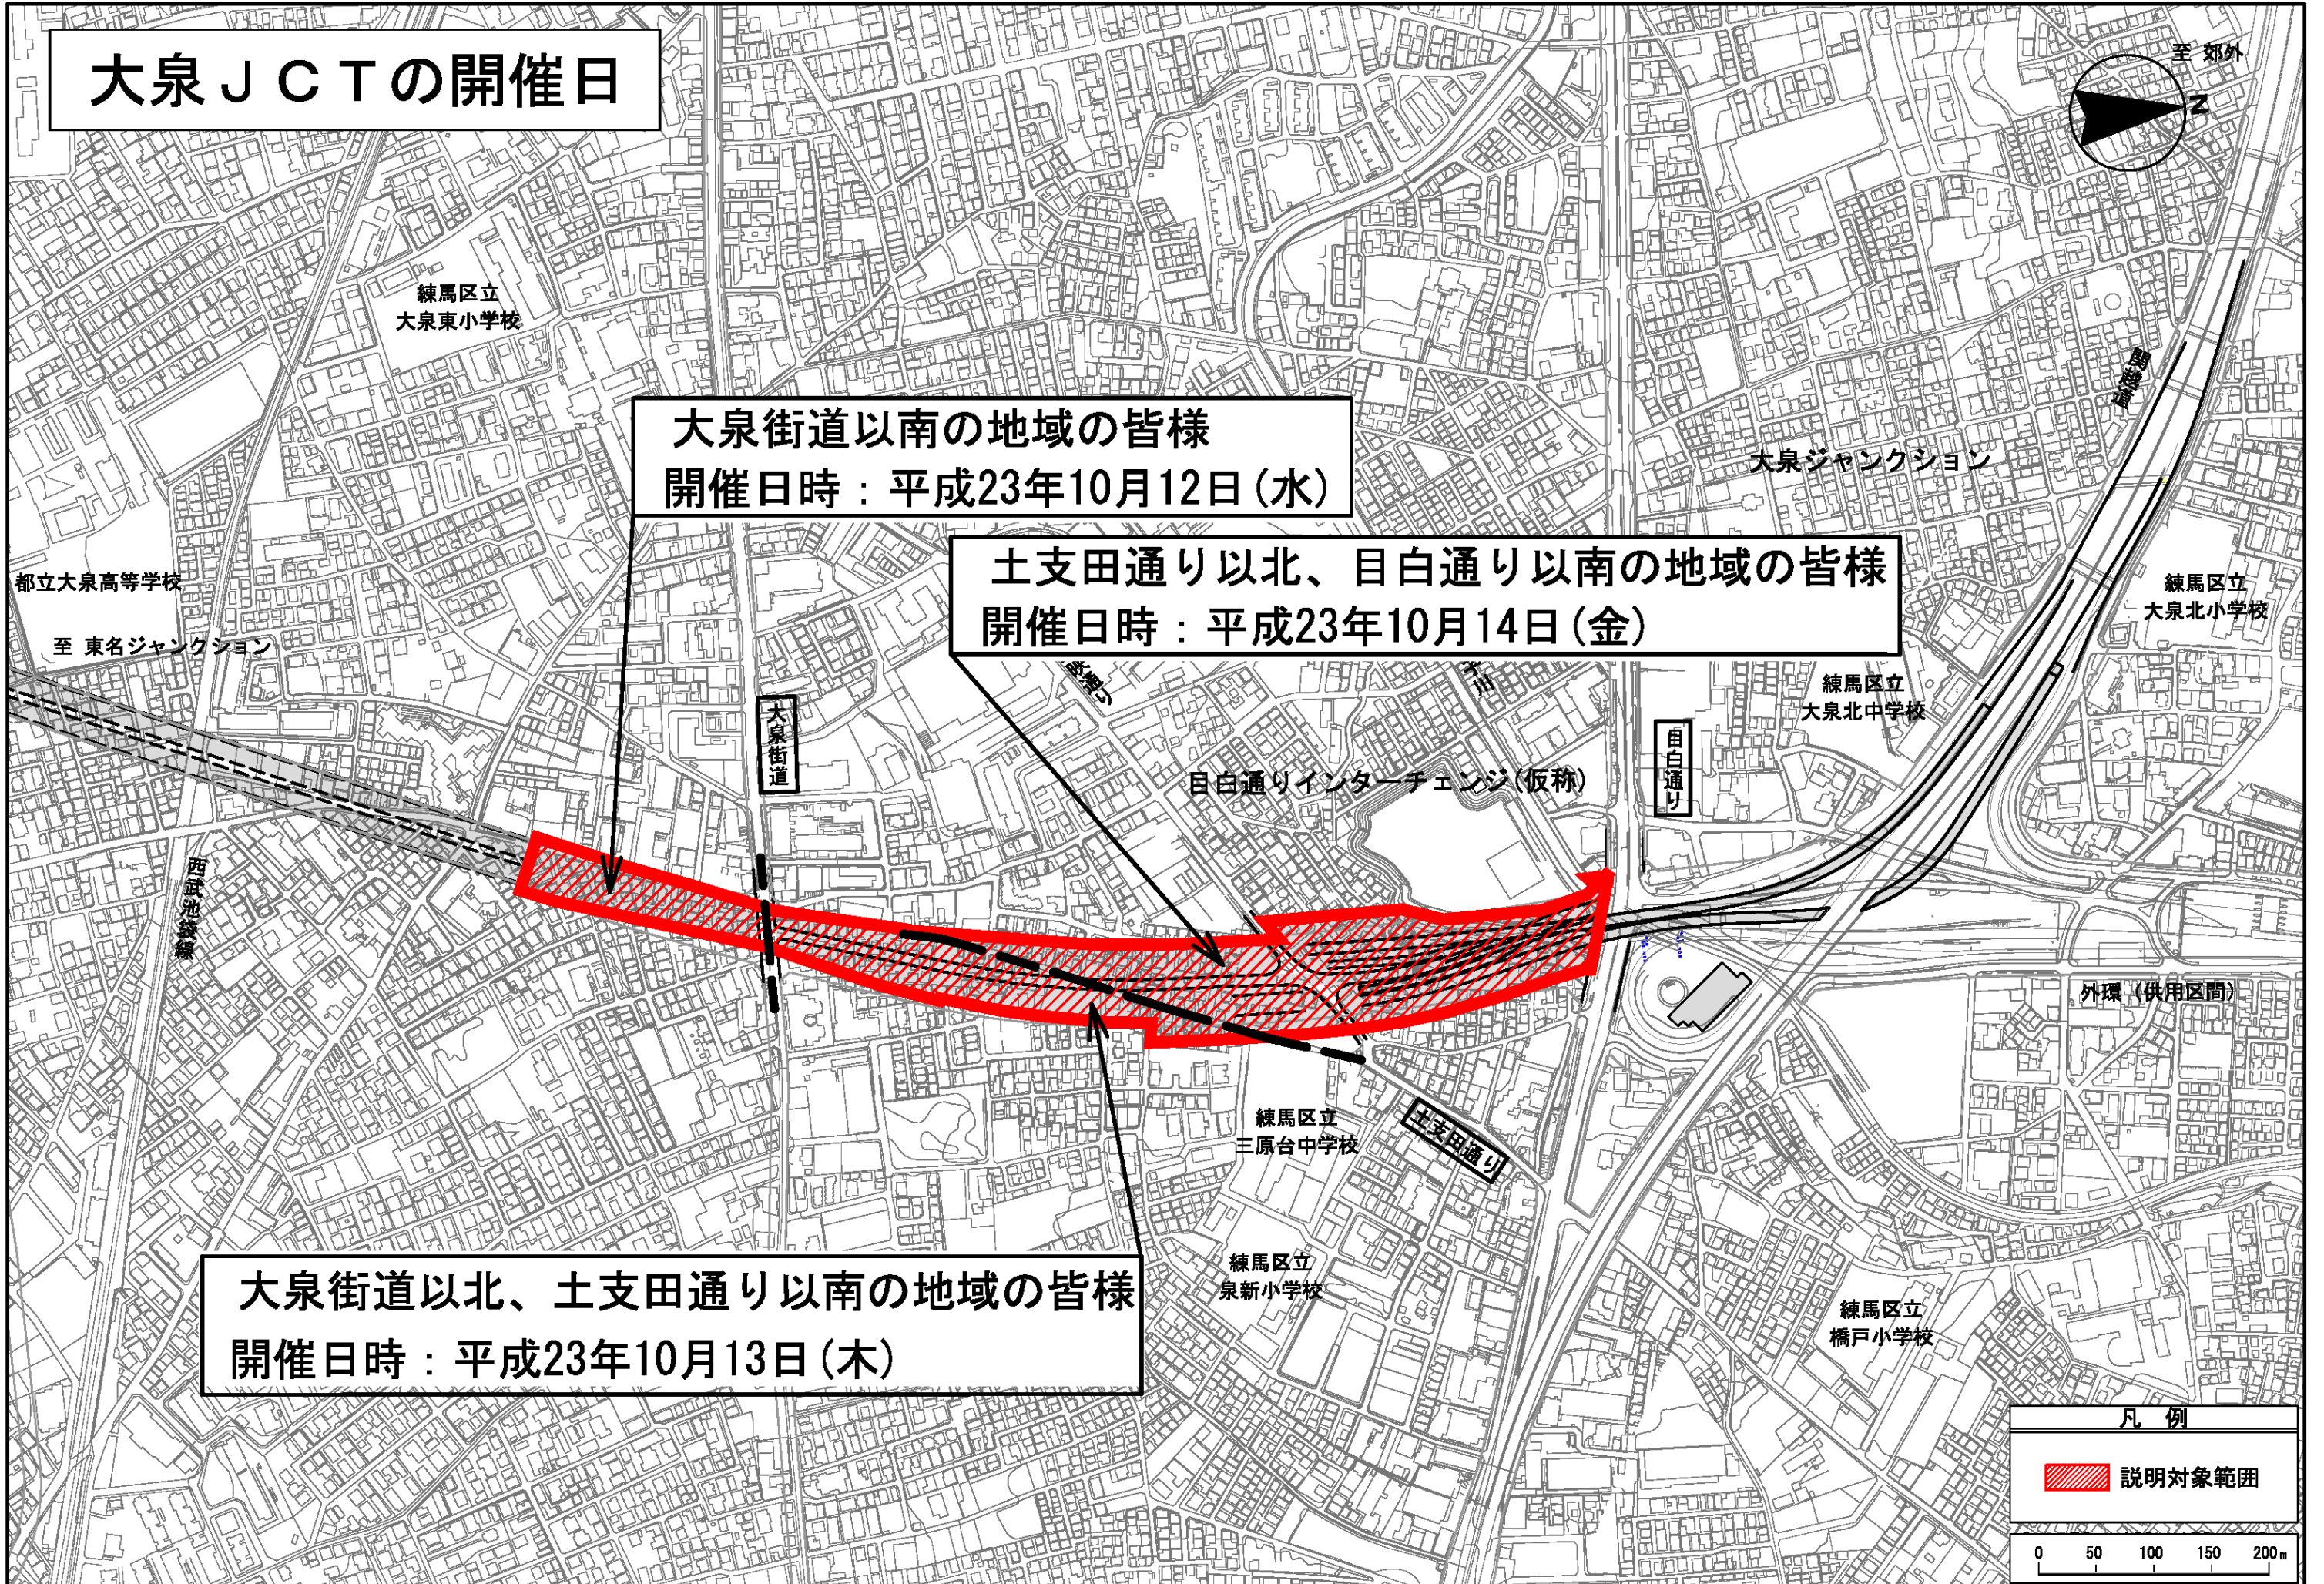 大泉ＪＣＴの開催日
至 郊外
N
練馬区立
大泉東小学校
関越道
大泉街道以南の地域の皆様
開催日時：平成23年10月12日(水)
大泉ジャンクション
土支田通り以北、目白通り以南の地域の皆様
開催日時：平成23年10月14日(金)
都立大泉高等学校
練馬区立
大泉北小学校
至 東名ジャンクション
通り
川
練馬区立
大泉北中学校
大泉街道
目白通り
目白通りインターチェンジ(仮称)
西武池袋線
外環（供用区間）
練馬区立
三原台中学校
土支田通り
練馬区立
泉新小学校
大泉街道以北、土支田通り以南の地域の皆様
開催日時：平成23年10月13日(木)
練馬区立
橋戸小学校
凡 例
説明対象範囲
0 50 100 150 200m